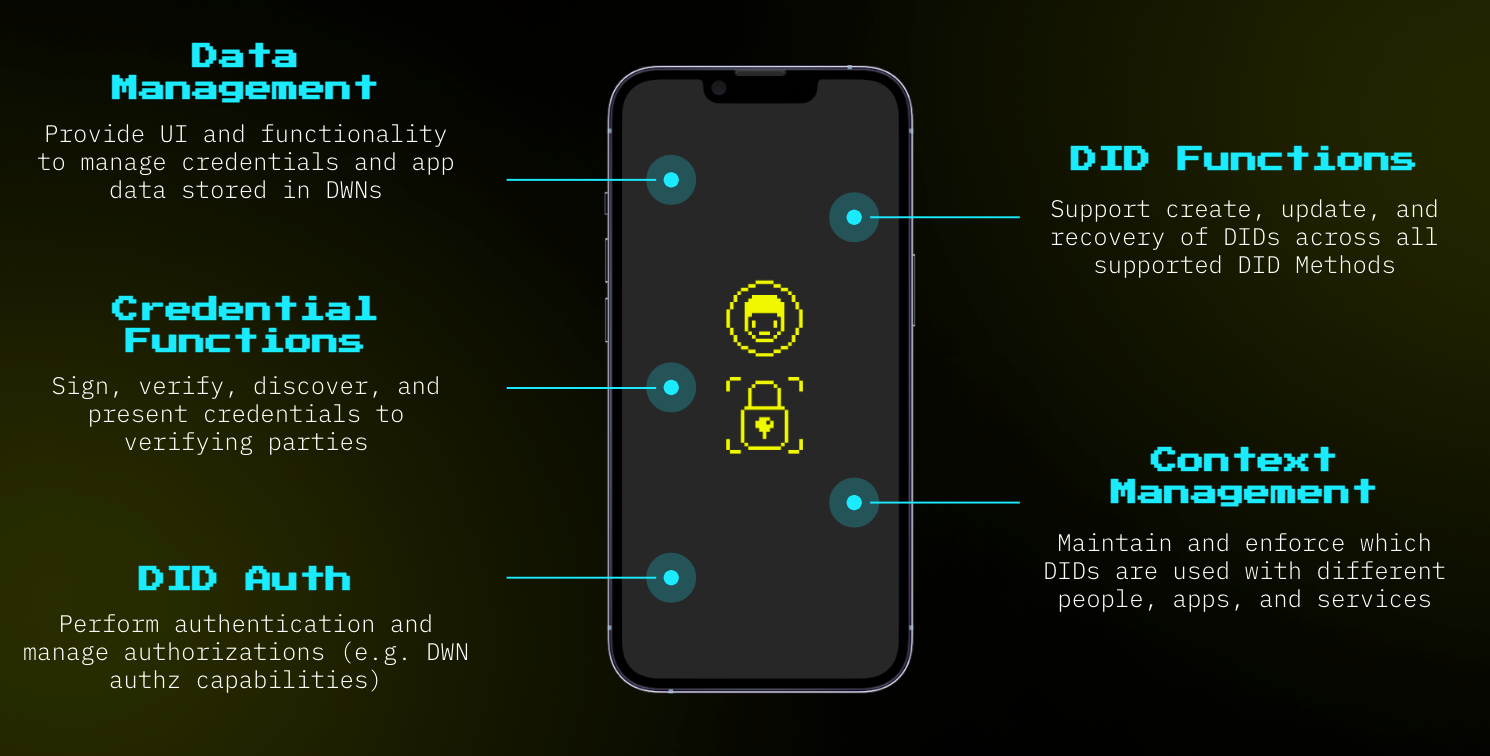 Data
Management
Provide UI and functionality
to manage credentials and app
data stored in DWNs
Credential
Functions
Sign, verify, discover, and
present credentials to
verifying parties
DID Auth
Perform authentication and
manage authorizations (e.g. DWN
authz capabilities)
DID Functions
Support create, update, and
recovery of DIDs across all
supported DID Methods
Context
Management
Maintain and enforce which
DIDs are used with different
people, apps, and services